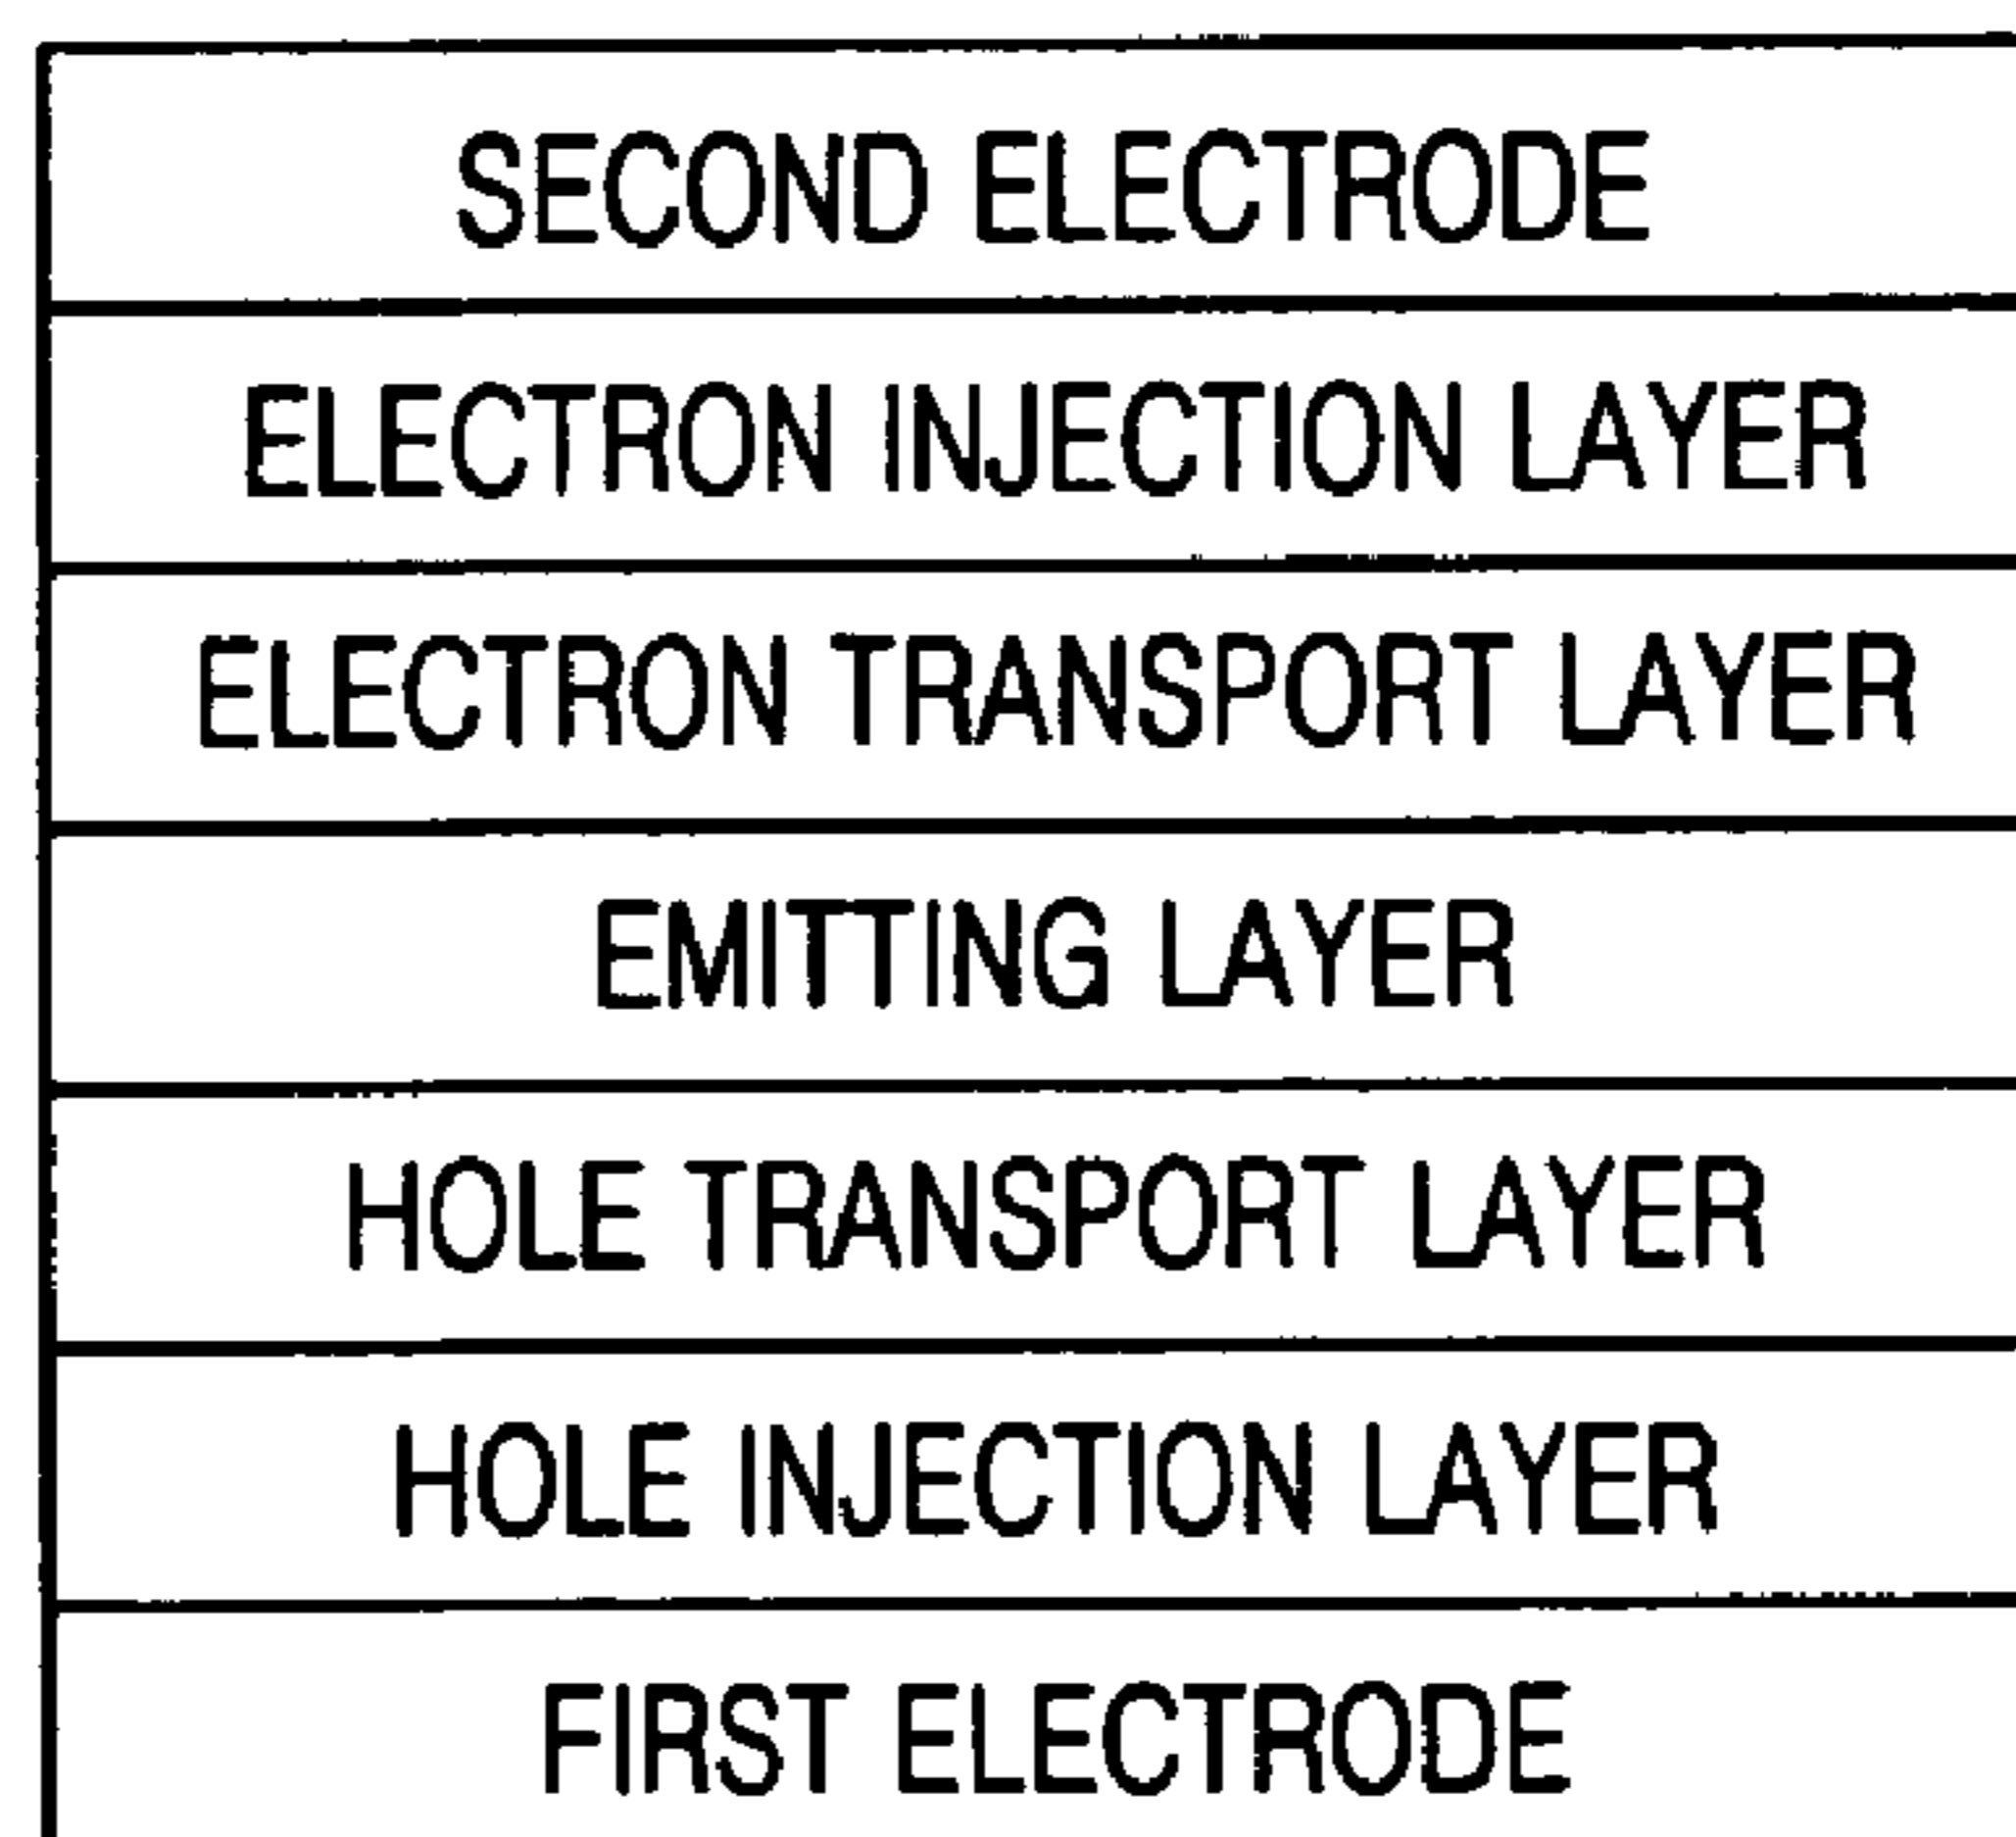 SECOND ELECTRODE
ELECTRON INJECTION LAYER
ELECTRON TRANSPORT LAYER
EMITTING LAYER
HOLE TRANSPORT LAYER
HOLE INJECTION LAYER
FIRST ELECTRODE